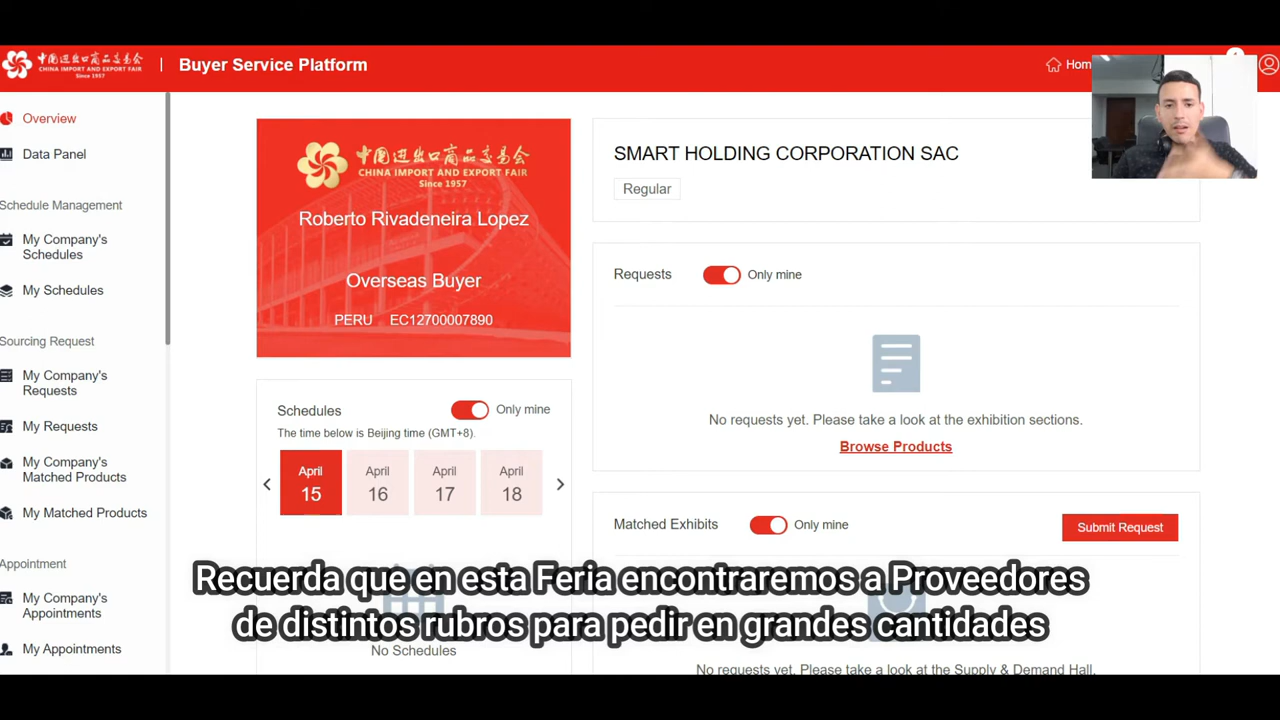 中国进出口商品交易会
CHINA IMPORT AND EXPORT FAIR
Since 1957
Buyer Service Platform
Hom
Overview
Data Panel
Schedule Management
My Company's
Schedules
My Schedules
Sourcing Request
My Company's
Requests
My Requests
My Company's
Matched Products
My Matched Products
Appointment
My Company's
Appointments
My Appointments
中国进出口商品交易会
CHINA IMPORT AND EXPORT FAIR
Since 1957
Roberto Rivadeneira Lopez
Overseas Buyer
PERU EC12700007890
Schedules Only mine
The time below is Beijing time (GMT+8).
April April April April
15 16 17 18
No Schedules
SMART HOLDING CORPORATION SAC
Regular
Requests Only mine
No requests yet. Please take a look at the exhibition sections.
Browse Products
Matched Exhibits Only mine Submit Request
No requests yet. Please take a look at the Supply & Demand Hall.
Recuerda que en esta Feria encontraremos a Proveedores
de distintos rubros para pedir en grandes cantidades